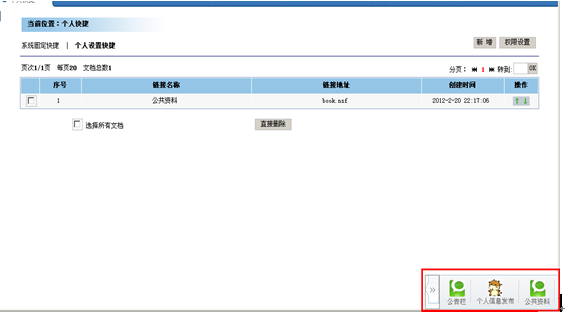 当前位置：个人快捷
系统固定快捷 | 个人设置快捷
新 增 权限设置
页次1/1页 每页20 文档总数1
分页： ⏮ 1 ⏭ 转到: OK
序号 链接名称 链接地址 创建时间 操作
1 公共资料 book.nsf 2012-2-20 22:17:06 ↑ ↓
选择所有文档 直接删除
» 公告栏 个人信息发布 公共资料